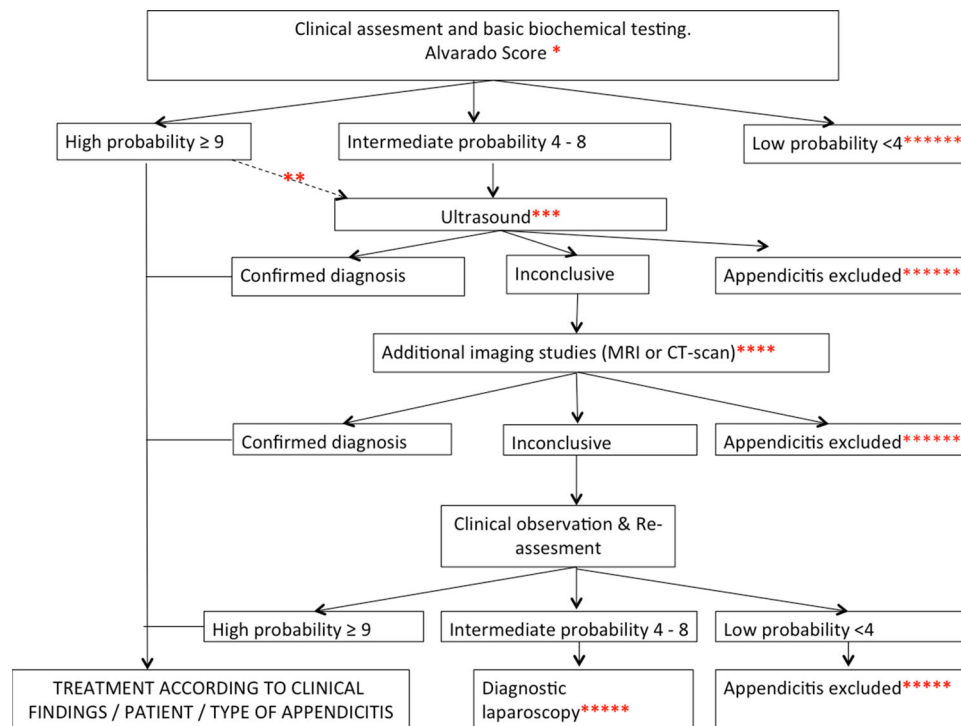 Clinical assesment and basic biochemical testing.
Alvarado Score *
High probability ≥ 9
Intermediate probability 4 - 8
Low probability <4******
**
Ultrasound***
Confirmed diagnosis
Inconclusive
Appendicitis excluded******
Additional imaging studies (MRI or CT-scan)****
Confirmed diagnosis
Inconclusive
Appendicitis excluded******
Clinical observation & Re-
assesment
High probability ≥ 9
Intermediate probability 4 - 8
Low probability <4
TREATMENT ACCORDING TO CLINICAL
FINDINGS / PATIENT / TYPE OF APPENDICITIS
Diagnostic
laparoscopy*****
Appendicitis excluded*****